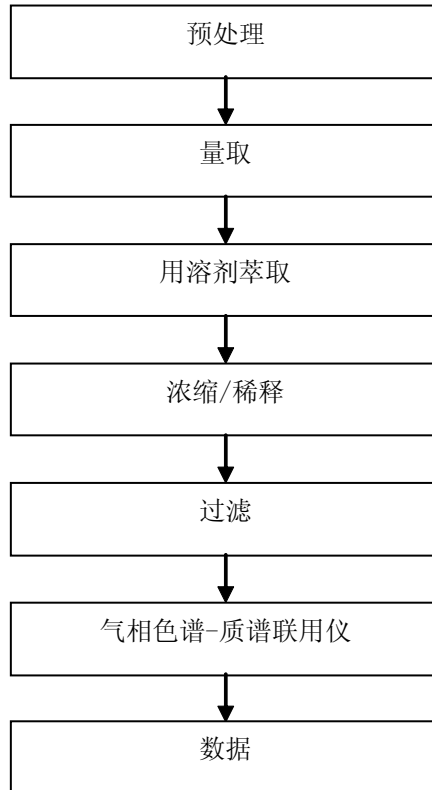 预处理
量取
用溶剂萃取
浓缩/稀释
过滤
气相色谱-质谱联用仪
数据